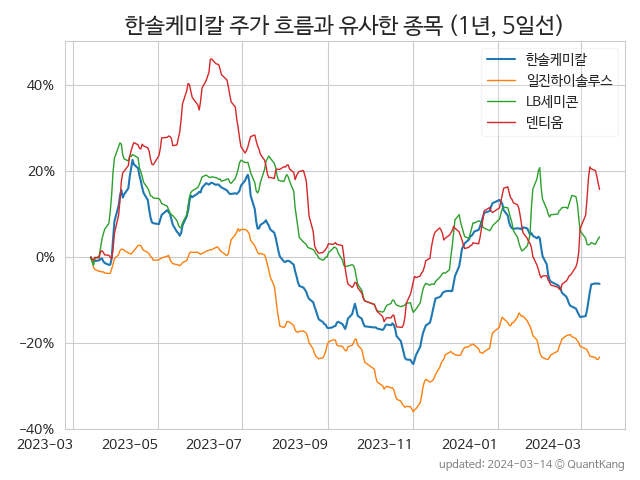 한솔케미칼 주가 흐름과 유사한 종목 (1년, 5일선)
한솔케미칼
일진하이솔루스
LB세미콘
덴티움
40%
20%
0%
−20%
−40%
2023-03 2023-05 2023-07 2023-09 2023-11 2024-01 2024-03
updated: 2024-03-14 © QuantKang